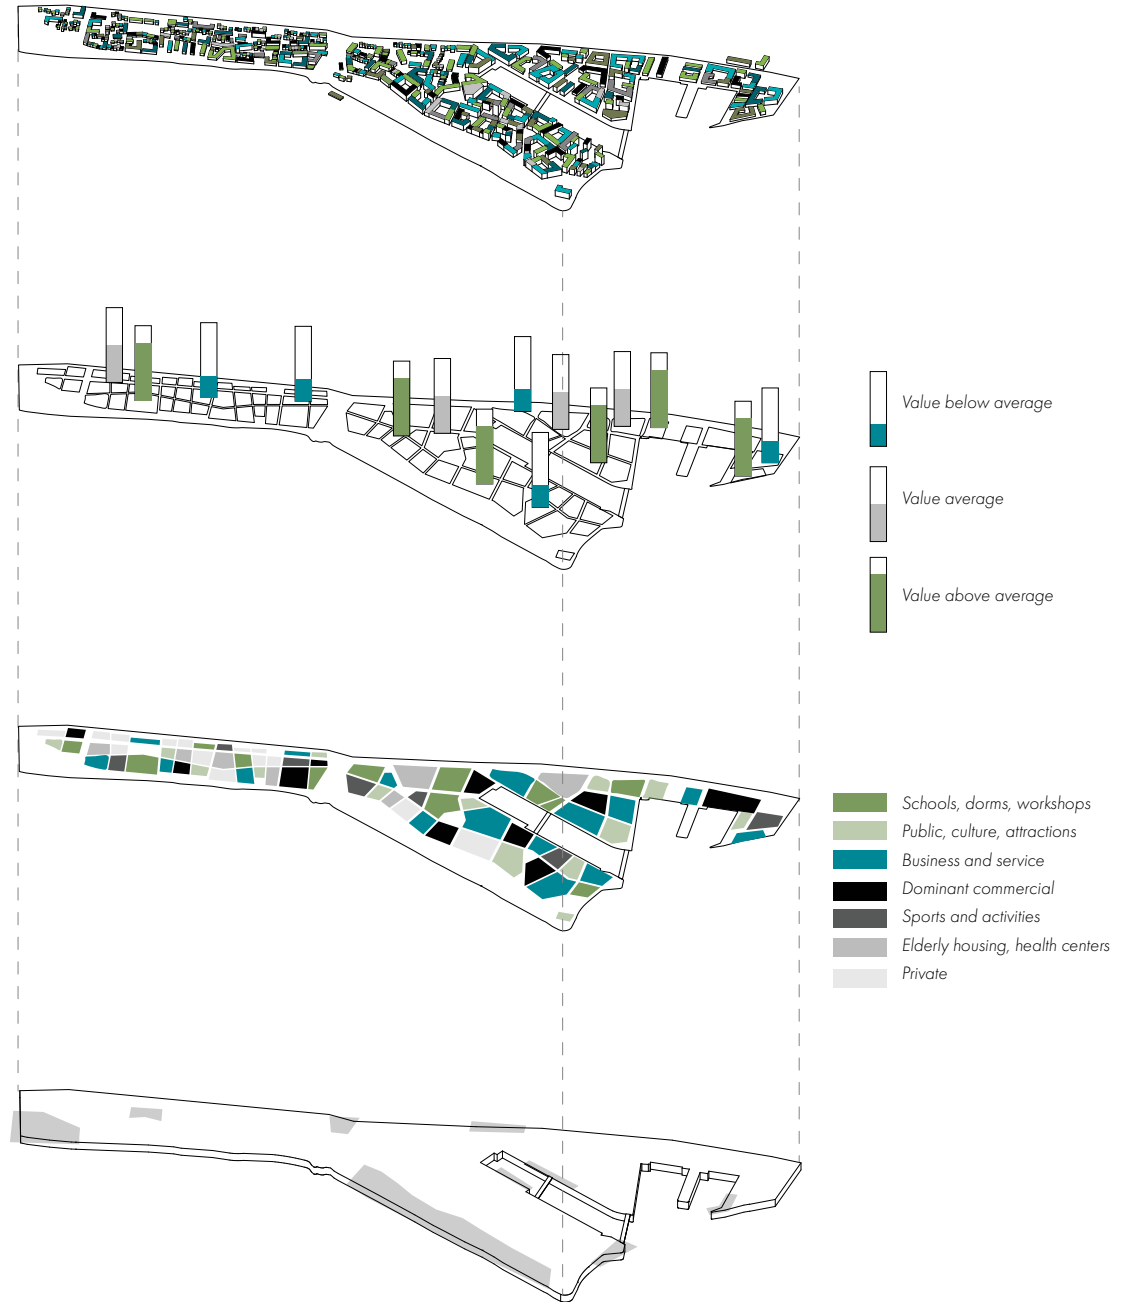 Value below average
Value average
Value above average
Schools, dorms, workshops
Public, culture, attractions
Business and service
Dominant commercial
Sports and activities
Elderly housing, health centers
Private